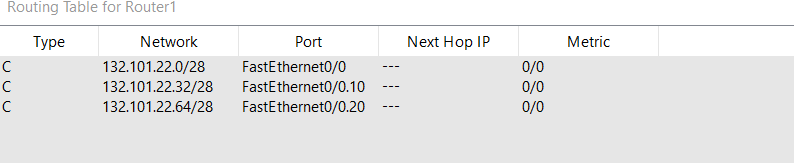 Routing Table for Router1
Type Network Port Next Hop IP Metric
C 132.101.22.0/28 FastEthernet0/0 --- 0/0
C 132.101.22.32/28 FastEthernet0/0.10 --- 0/0
C 132.101.22.64/28 FastEthernet0/0.20 --- 0/0